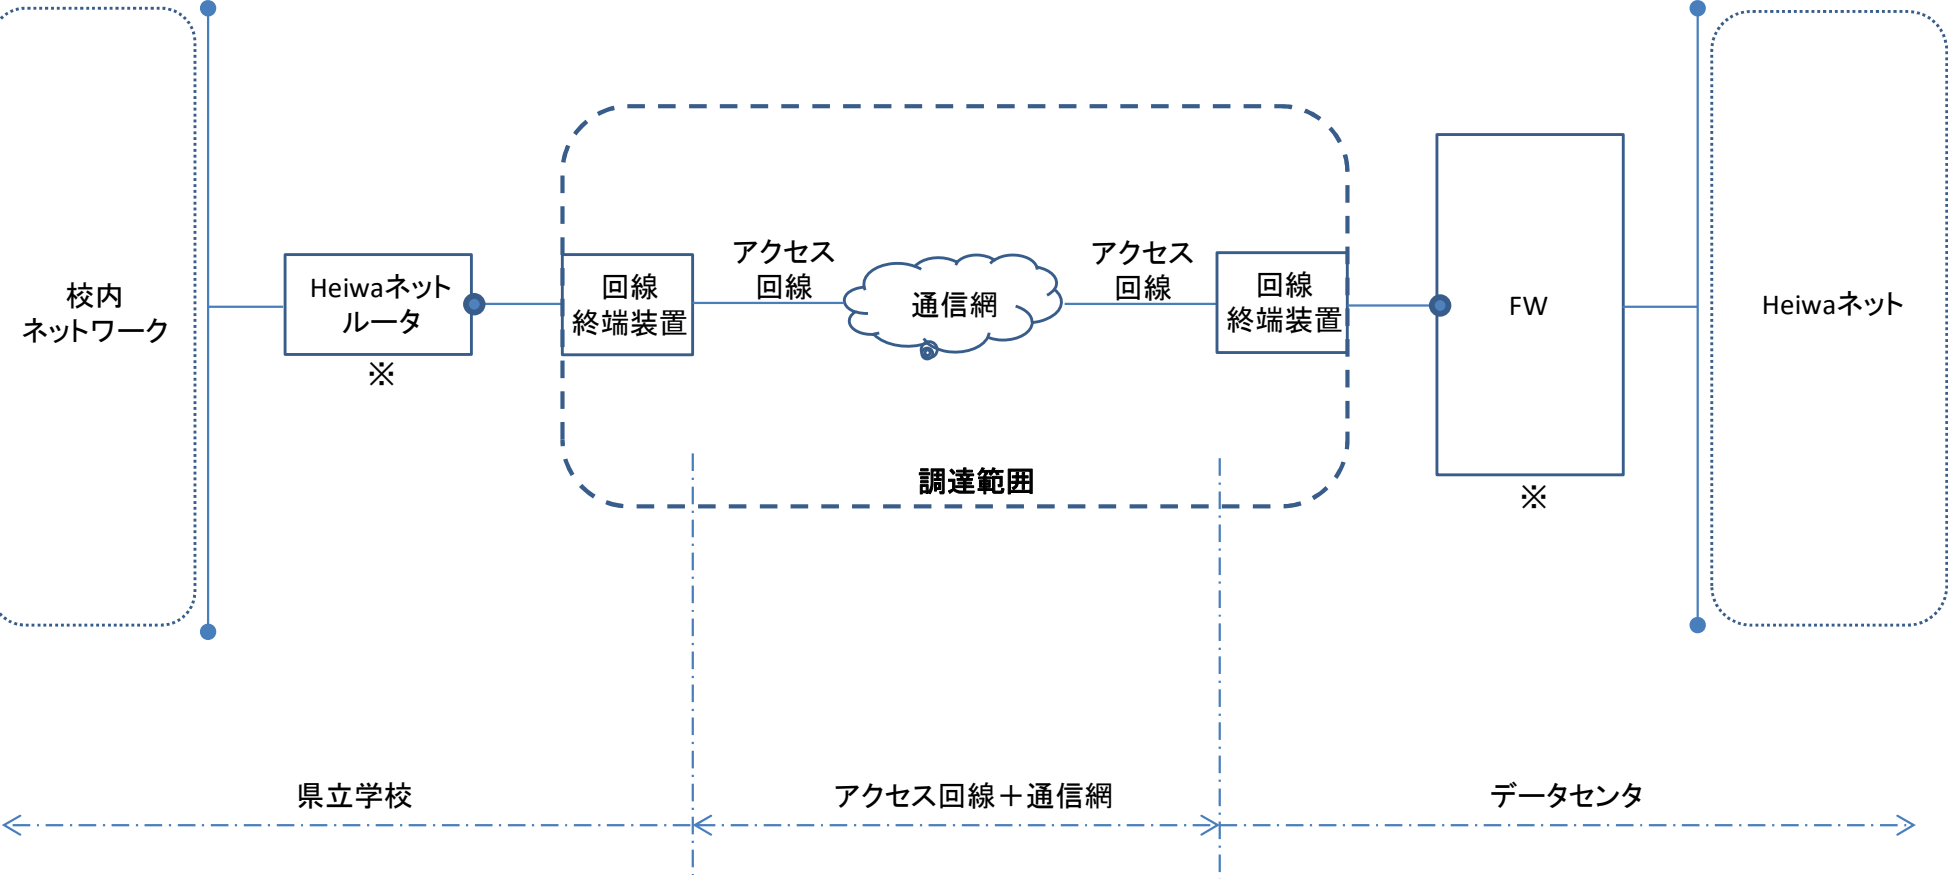 校内
ネットワーク
Heiwaネット
ルータ
※
回線
終端装置
アクセス
回線
通信網
アクセス
回線
回線
終端装置
FW
※
Heiwaネット
調達範囲
県立学校
アクセス回線＋通信網
データセンタ